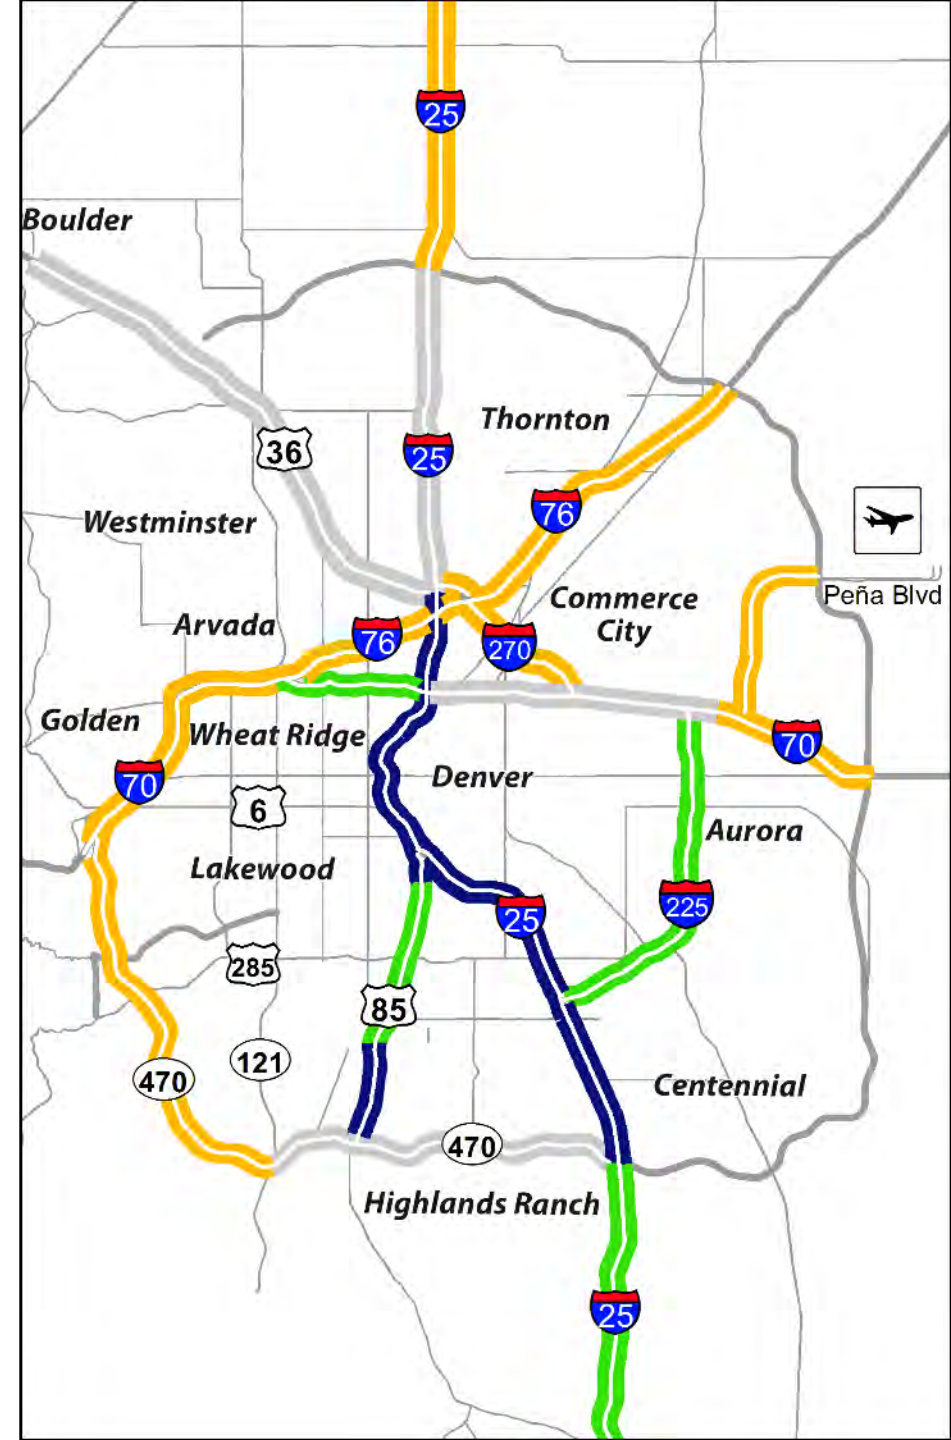 25
Boulder
Thornton
36
25
76
Westminster
Peña Blvd
Commerce
City
Arvada
76
270
Golden
Wheat Ridge
70
70
Denver
6
Aurora
Lakewood
225
25
285
85
121
470
Centennial
470
Highlands Ranch
25